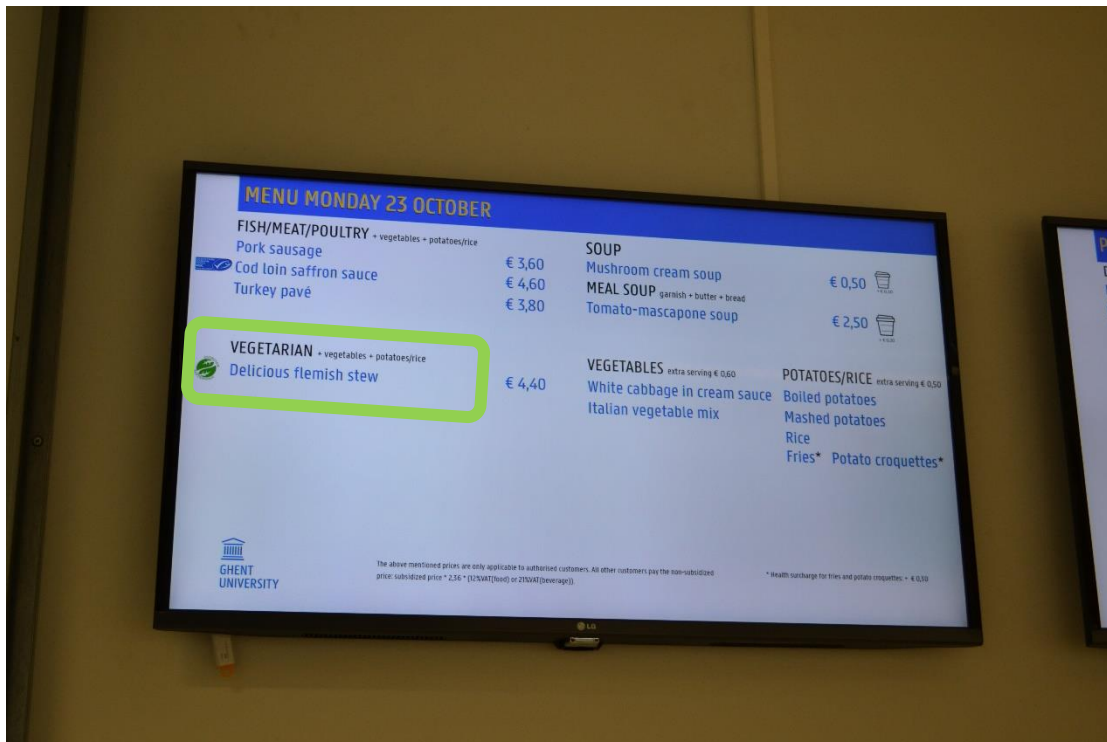 MENU MONDAY 23 OCTOBER
FISH/MEAT/POULTRY + vegetables + potatoes/rice
Pork sausage € 3,60
Cod loin saffron sauce € 4,60
Turkey pavé € 3,80
VEGETARIAN + vegetables + potatoes/rice
Delicious flemish stew € 4,40
SOUP
Mushroom cream soup € 0,50
MEAL SOUP garnish + butter + bread
Tomato-mascapone soup € 2,50
VEGETABLES extra serving € 0,60
White cabbage in cream sauce
Italian vegetable mix
POTATOES/RICE extra serving € 0,50
Boiled potatoes
Mashed potatoes
Rice
Fries* Potato croquettes*
GHENT
UNIVERSITY
The above mentioned prices are only applicable to authorised customers. All other customers pay the non-subsidized
price: subsidized price * 2,36 * (12%VAT(food) or 21%VAT(beverage)).
* Health surcharge for fries and potato croquettes: + € 0,30
LG
P